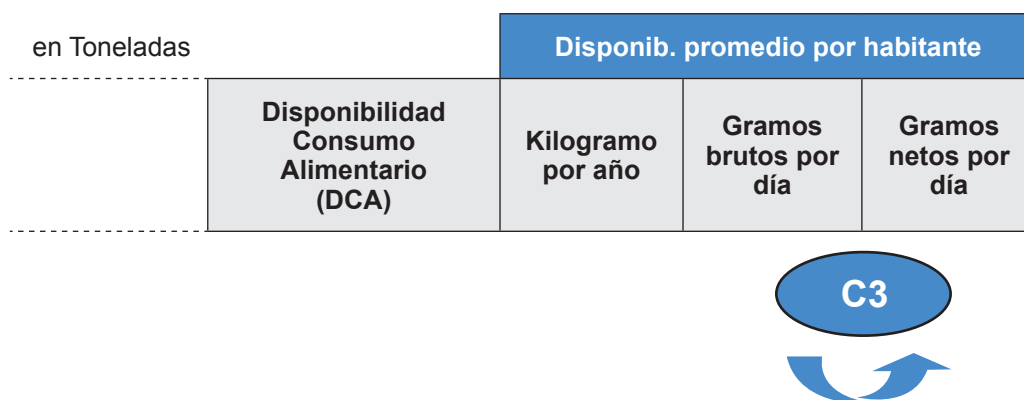 en Toneladas
Disponib. promedio por habitante
Disponibilidad
Consumo
Alimentario
(DCA)
Kilogramo
por año
Gramos
brutos por
día
Gramos
netos por
día
C3